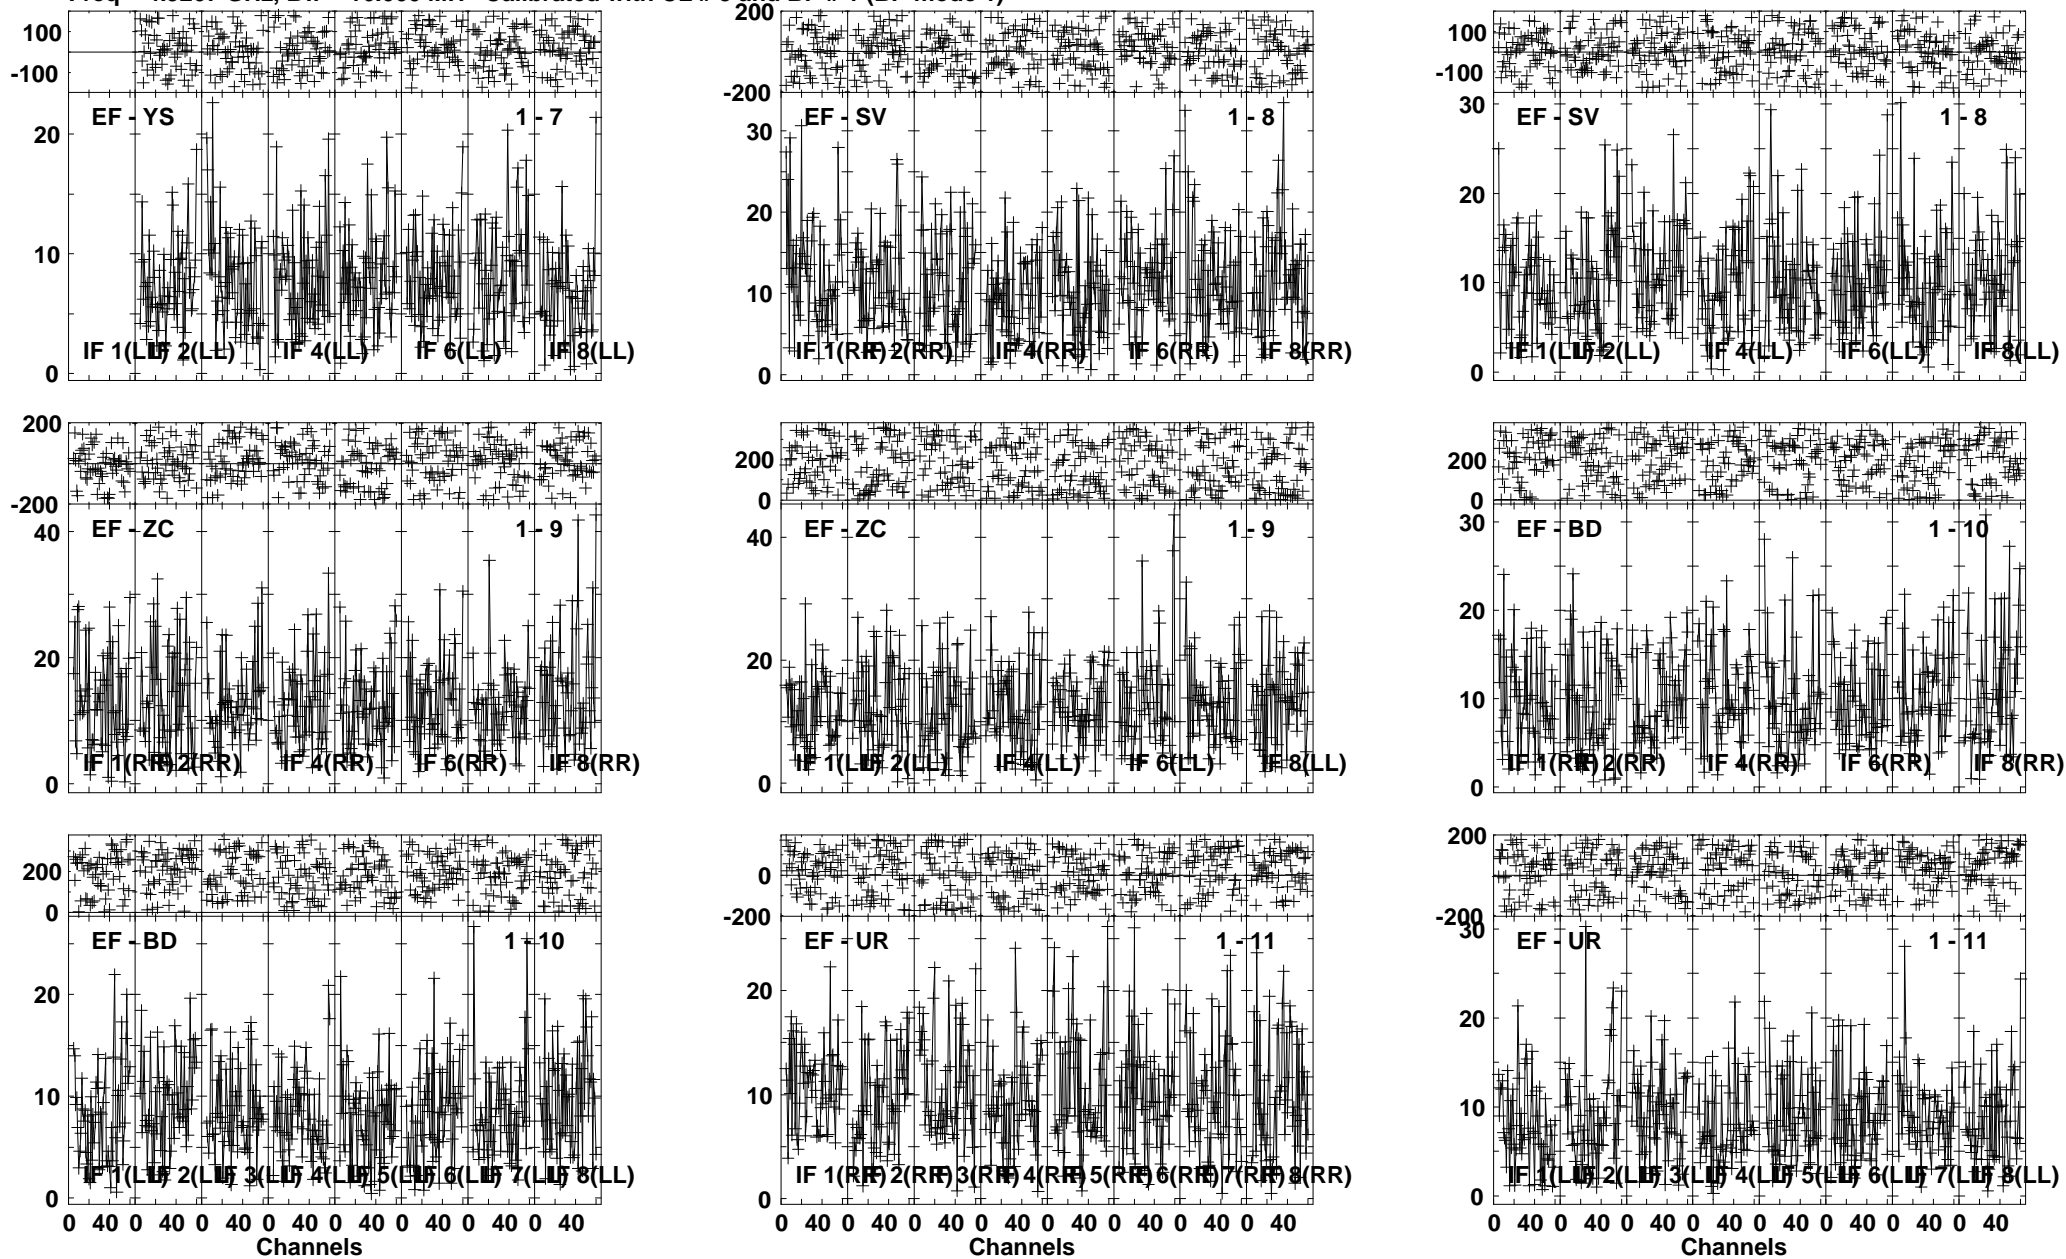 100
-100
EF - YS 1 - 7
20
10
0
IF 1(LL) IF 2(LL) IF 4(LL) IF 6(LL) IF 8(LL)
200
-200
EF - SV 1 - 8
30
20
10
0
IF 1(RR) IF 2(RR) IF 4(RR) IF 6(RR) IF 8(RR)
100
-100
30
EF - SV 1 - 8
20
10
0
IF 1(LL) IF 2(LL) IF 4(LL) IF 6(LL) IF 8(LL)
200
-200
EF - ZC 1 - 9
40
20
0
IF 1(RR) IF 2(RR) IF 4(RR) IF 6(RR) IF 8(RR)
200
0
EF - ZC 1 - 9
40
20
0
IF 1(LL) IF 2(LL) IF 4(LL) IF 6(LL) IF 8(LL)
200
0
30
EF - BD 1 - 10
20
10
0
IF 1(RR) IF 2(RR) IF 4(RR) IF 6(RR) IF 8(RR)
200
0
EF - BD 1 - 10
20
10
0
IF 1(LL) IF 2(LL) IF 3(LL) IF 4(LL) IF 5(LL) IF 6(LL) IF 7(LL) IF 8(LL)
0 40 0 40 0 40 0 40 0 40 0 40 0 40 0 40
Channels
0
-200
EF - UR 1 - 11
20
10
0
IF 1(RR) IF 2(RR) IF 3(RR) IF 4(RR) IF 5(RR) IF 6(RR) IF 7(RR) IF 8(RR)
0 40 0 40 0 40 0 40 0 40 0 40 0 40 0 40
Channels
200
-200
30
EF - UR 1 - 11
20
10
0
IF 1(LL) IF 2(LL) IF 3(LL) IF 4(LL) IF 5(LL) IF 6(LL) IF 7(LL) IF 8(LL)
0 40 0 40 0 40 0 40 0 40 0 40 0 40 0 40
Channels